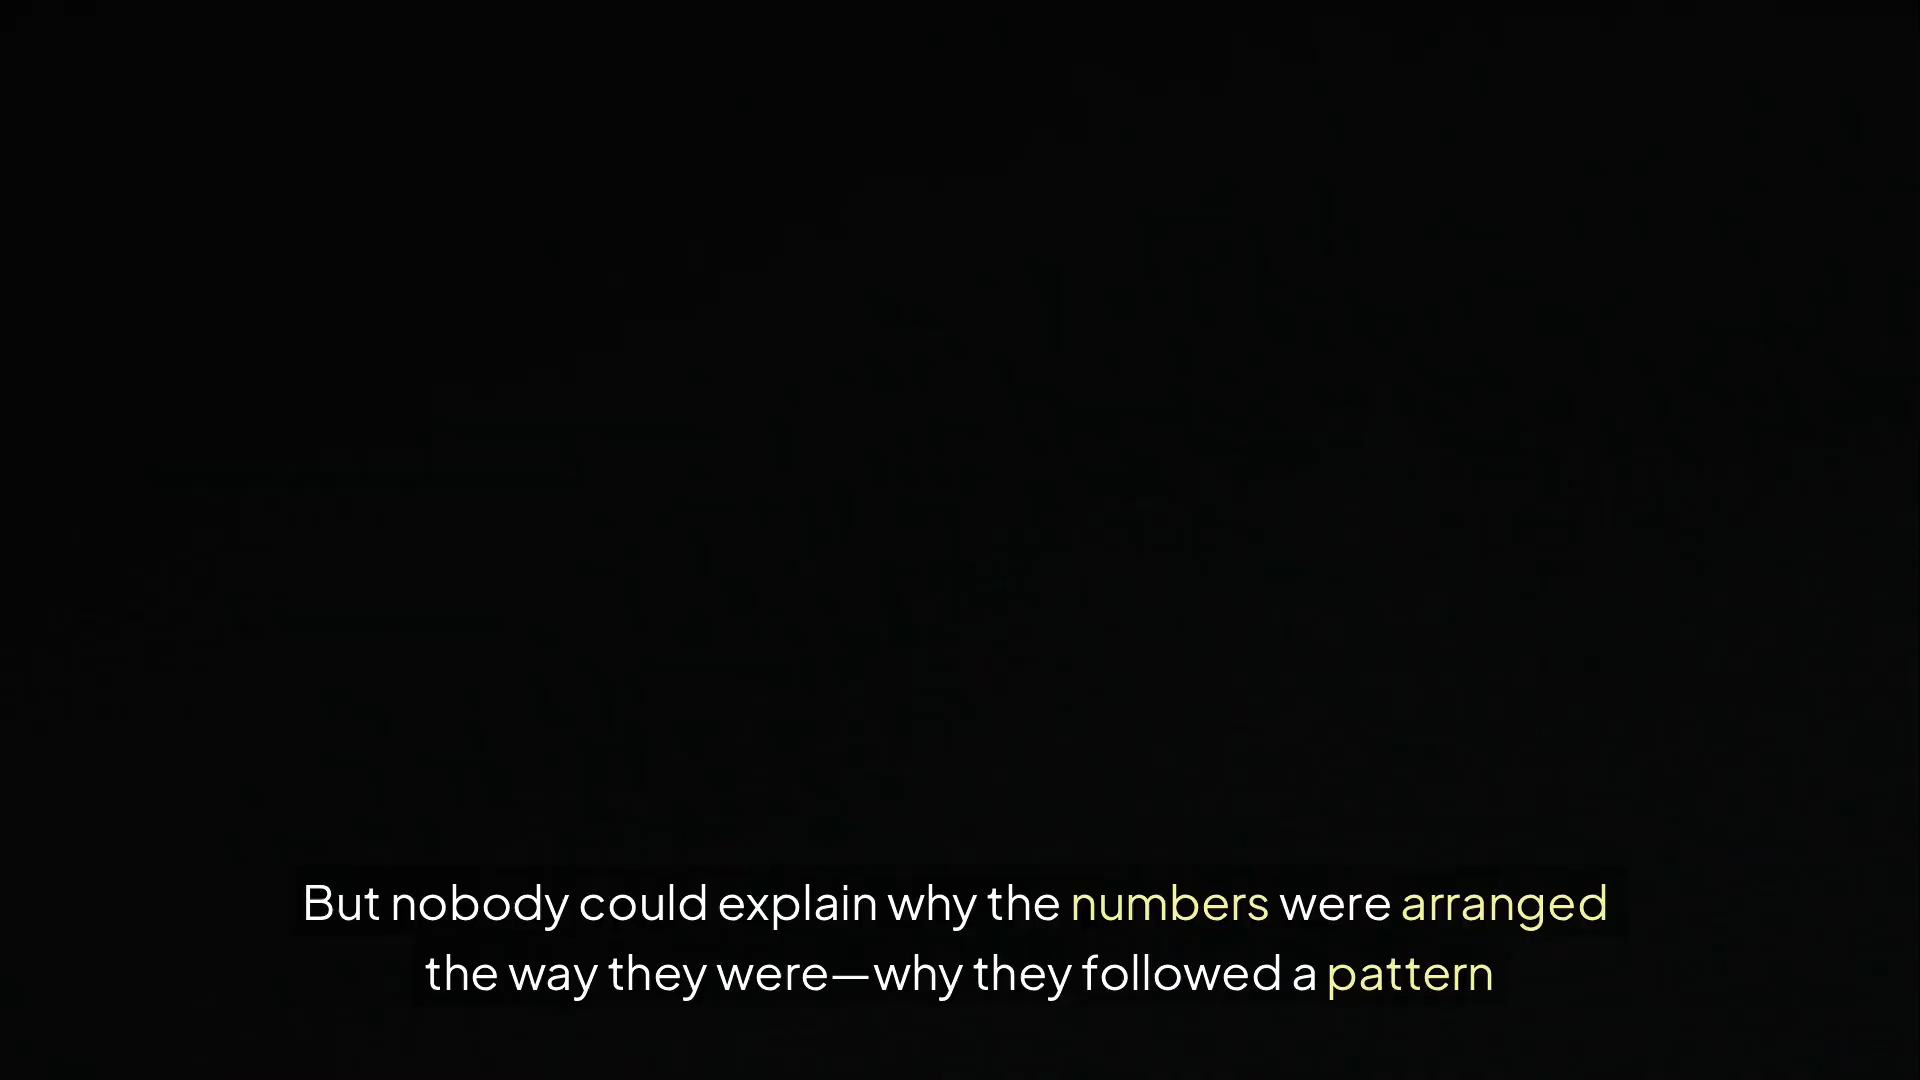 But nobody could explain why the numbers were arranged
the way they were—why they followed a pattern